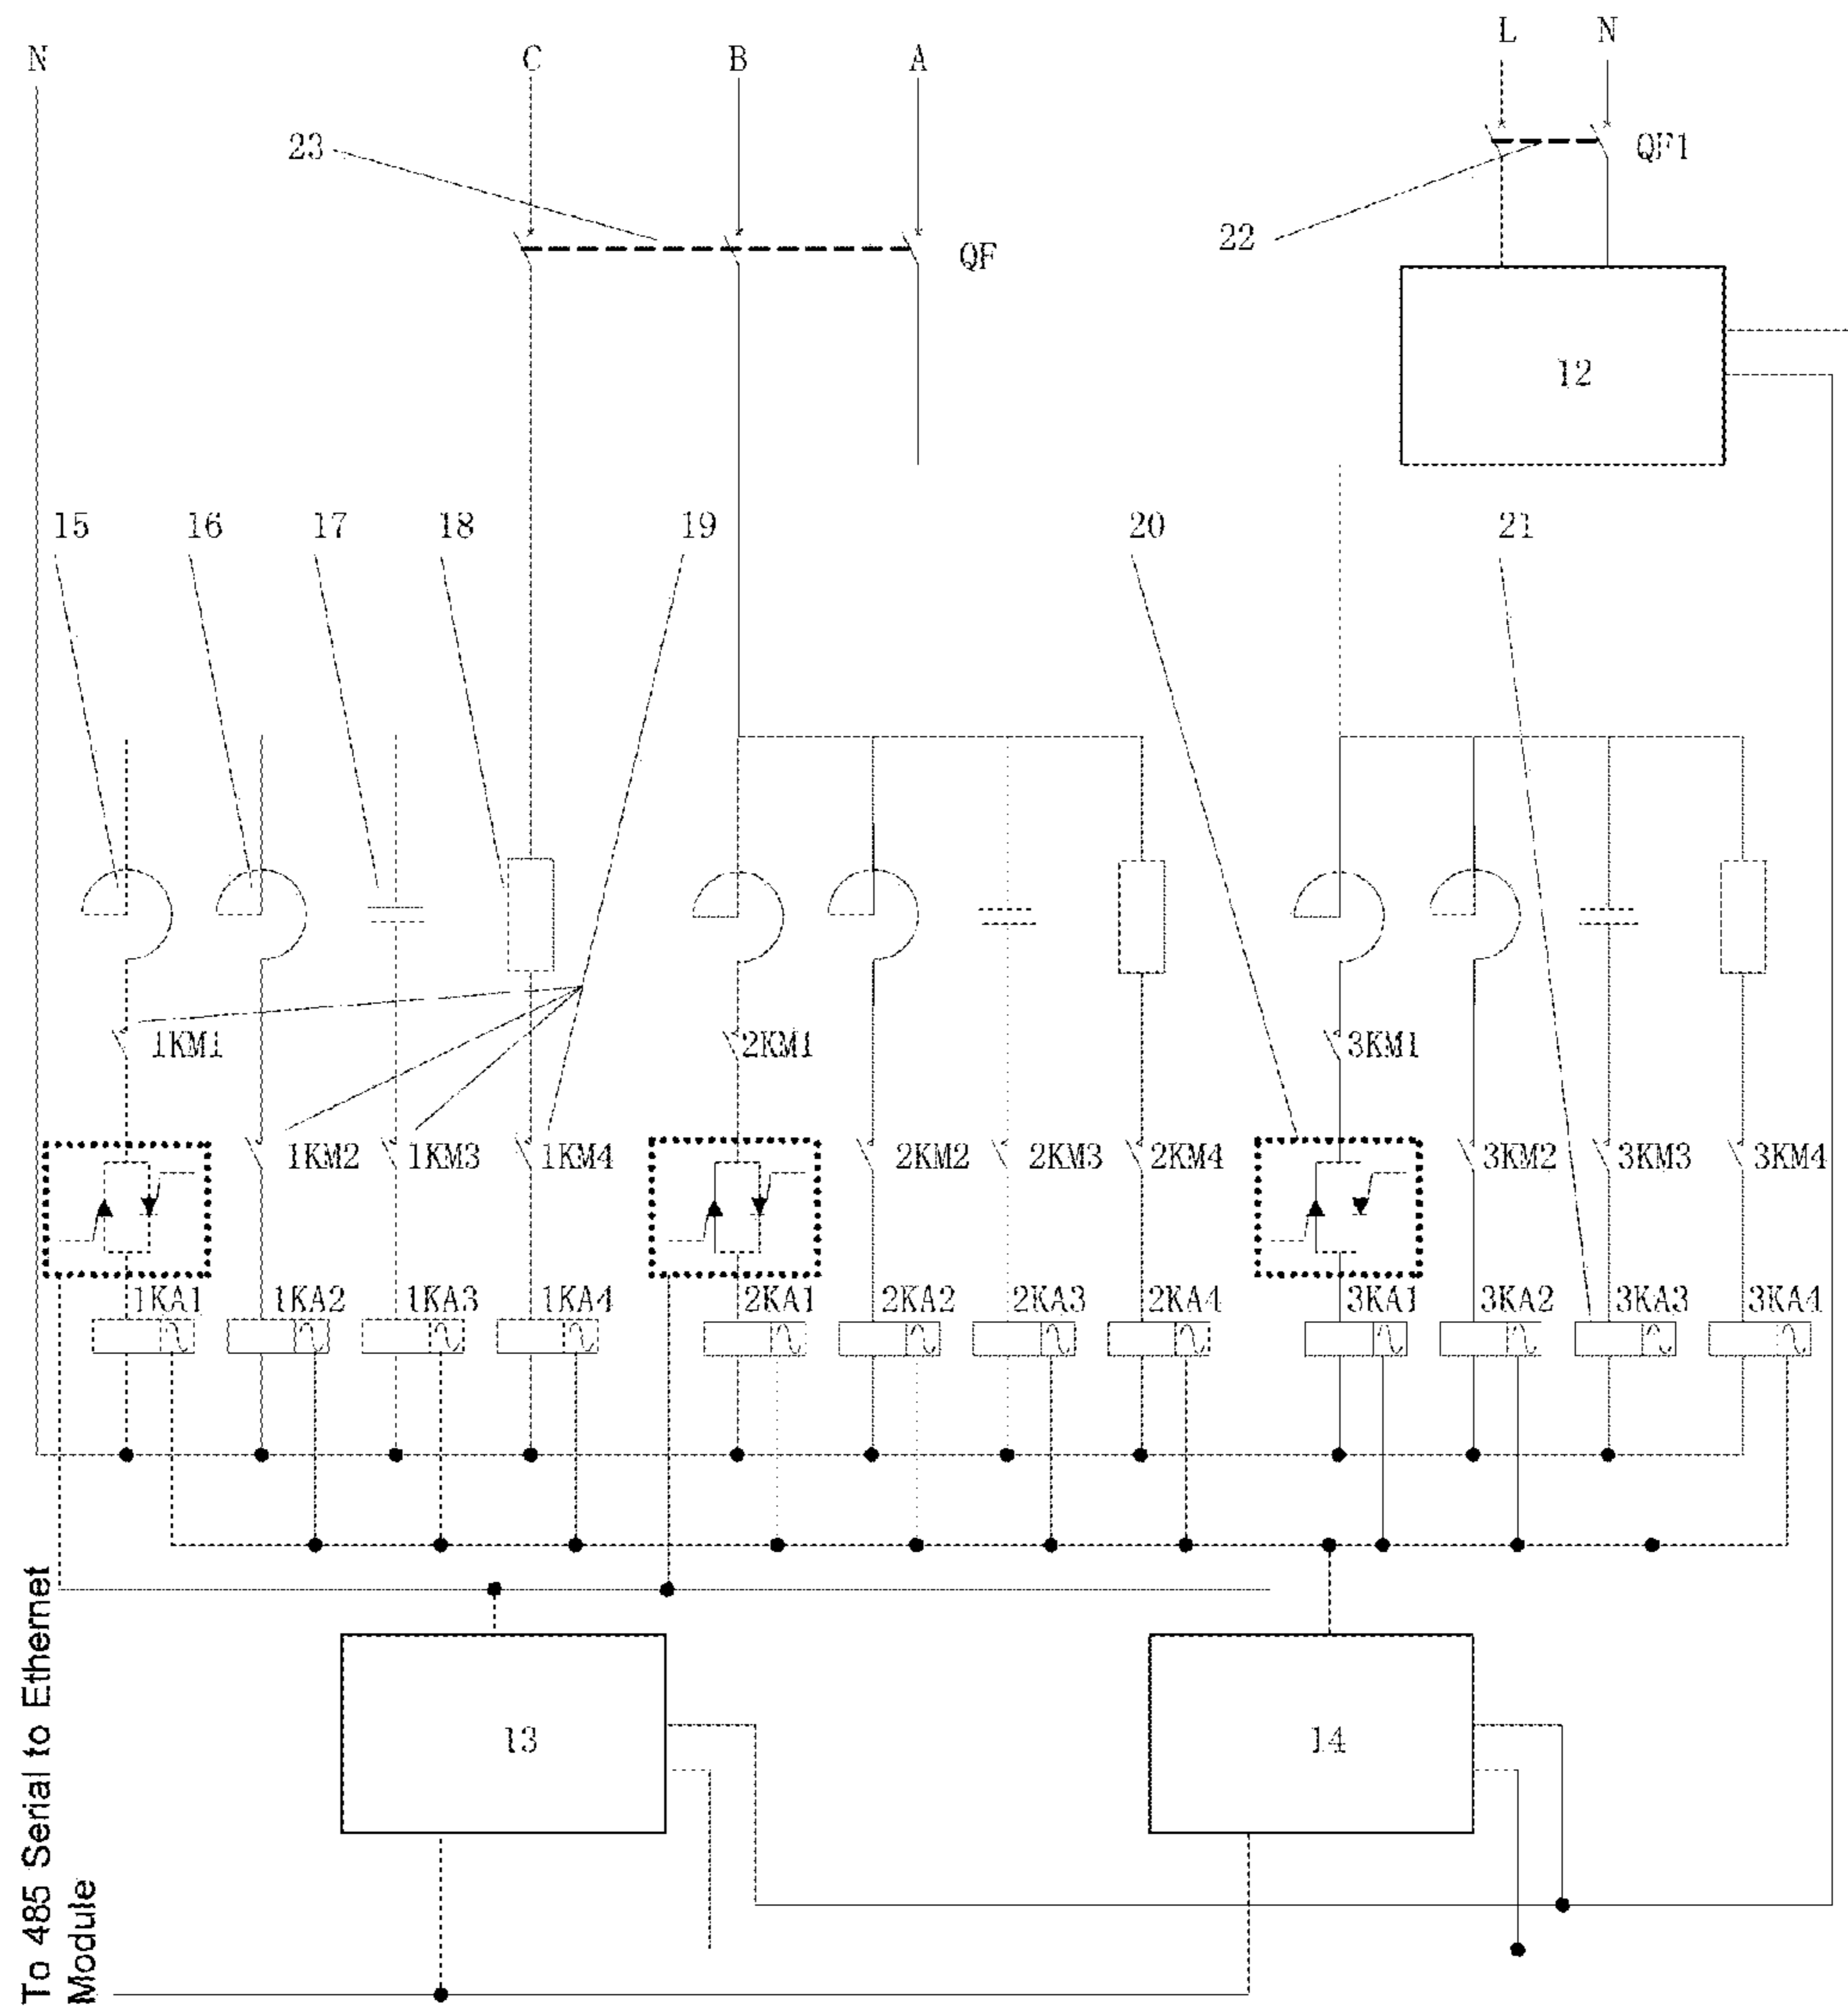 L N
N C B A
23
QF1
22
QF
12
15 16 17 18 19 20 21
1KM1 2KM1 3KM1
1KM2 1KM3 1KM4 2KM2 2KM3 2KM4 3KM2 3KM3 3KM4
1KA1 1KA2 1KA3 1KA4 2KA1 2KA2 2KA3 2KA4 3KA1 3KA2 3KA3 3KA4
13 14
To 485 Serial to Ethernet
Module